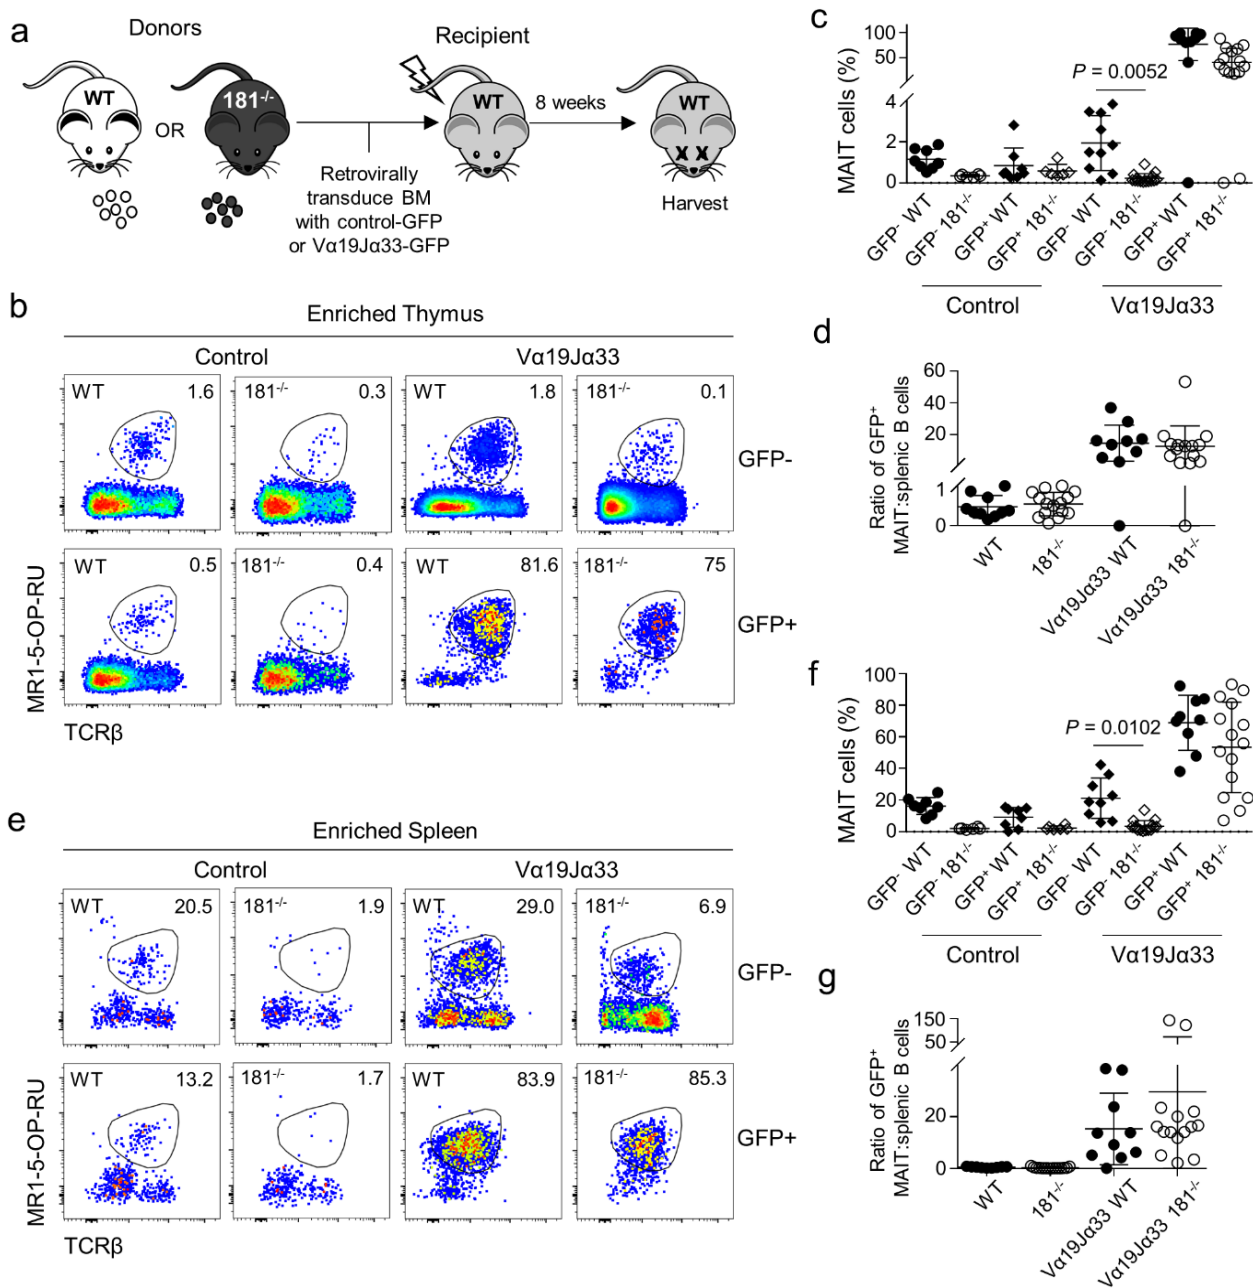 a
Donors
WT
OR
181-/-
Retrovirally
transduce BM
with control-GFP
or Vα19Jα33-GFP
Recipient
WT
8 weeks
WT
X X
Harvest
b
Enriched Thymus
Control
Vα19Jα33
WT 1.6
181-/- 0.3
WT 1.8
181-/- 0.1
GFP-
WT 0.5
181-/- 0.4
WT 81.6
181-/- 75
GFP+
MR1-5-OP-RU
TCRβ
c
MAIT cells (%)
100
50
4
2
0
P = 0.0052
GFP- WT
GFP- 181-/-
GFP+ WT
GFP+ 181-/-
GFP- WT
GFP- 181-/-
GFP+ WT
GFP+ 181-/-
Control
Vα19Jα33
d
Ratio of GFP+
MAIT:splenic B cells
60
40
20
1
0
WT
181-/-
Vα19Jα33 WT
Vα19Jα33 181-/-
e
Enriched Spleen
Control
Vα19Jα33
WT 20.5
181-/- 1.9
WT 29.0
181-/- 6.9
GFP-
WT 13.2
181-/- 1.7
WT 83.9
181-/- 85.3
GFP+
MR1-5-OP-RU
TCRβ
f
MAIT cells (%)
100
80
60
40
20
0
P = 0.0102
GFP- WT
GFP- 181-/-
GFP+ WT
GFP+ 181-/-
GFP- WT
GFP- 181-/-
GFP+ WT
GFP+ 181-/-
Control
Vα19Jα33
g
Ratio of GFP+
MAIT:splenic B cells
150
50
20
0
WT
181-/-
Vα19Jα33 WT
Vα19Jα33 181-/-